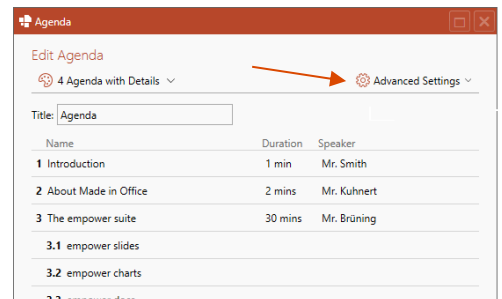 Agenda
Edit Agenda
4 Agenda with Details Advanced Settings
Title: Agenda
Name Duration Speaker
1 Introduction 1 min Mr. Smith
2 About Made in Office 2 mins Mr. Kuhnert
3 The empower suite 30 mins Mr. Brüning
3.1 empower slides
3.2 empower charts